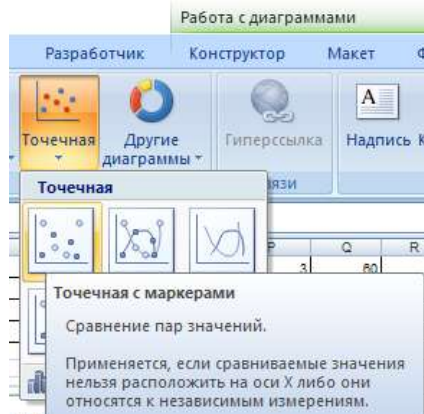 Работа с диаграммами
Разработчик Конструктор Макет
Точечная Другие диаграммы Гиперссылка Надпись
Точечная
P Q R
3 60
Точечная с маркерами
Сравнение пар значений.
Применяется, если сравниваемые значения
нельзя расположить на оси X либо они
относятся к независимым измерениям.